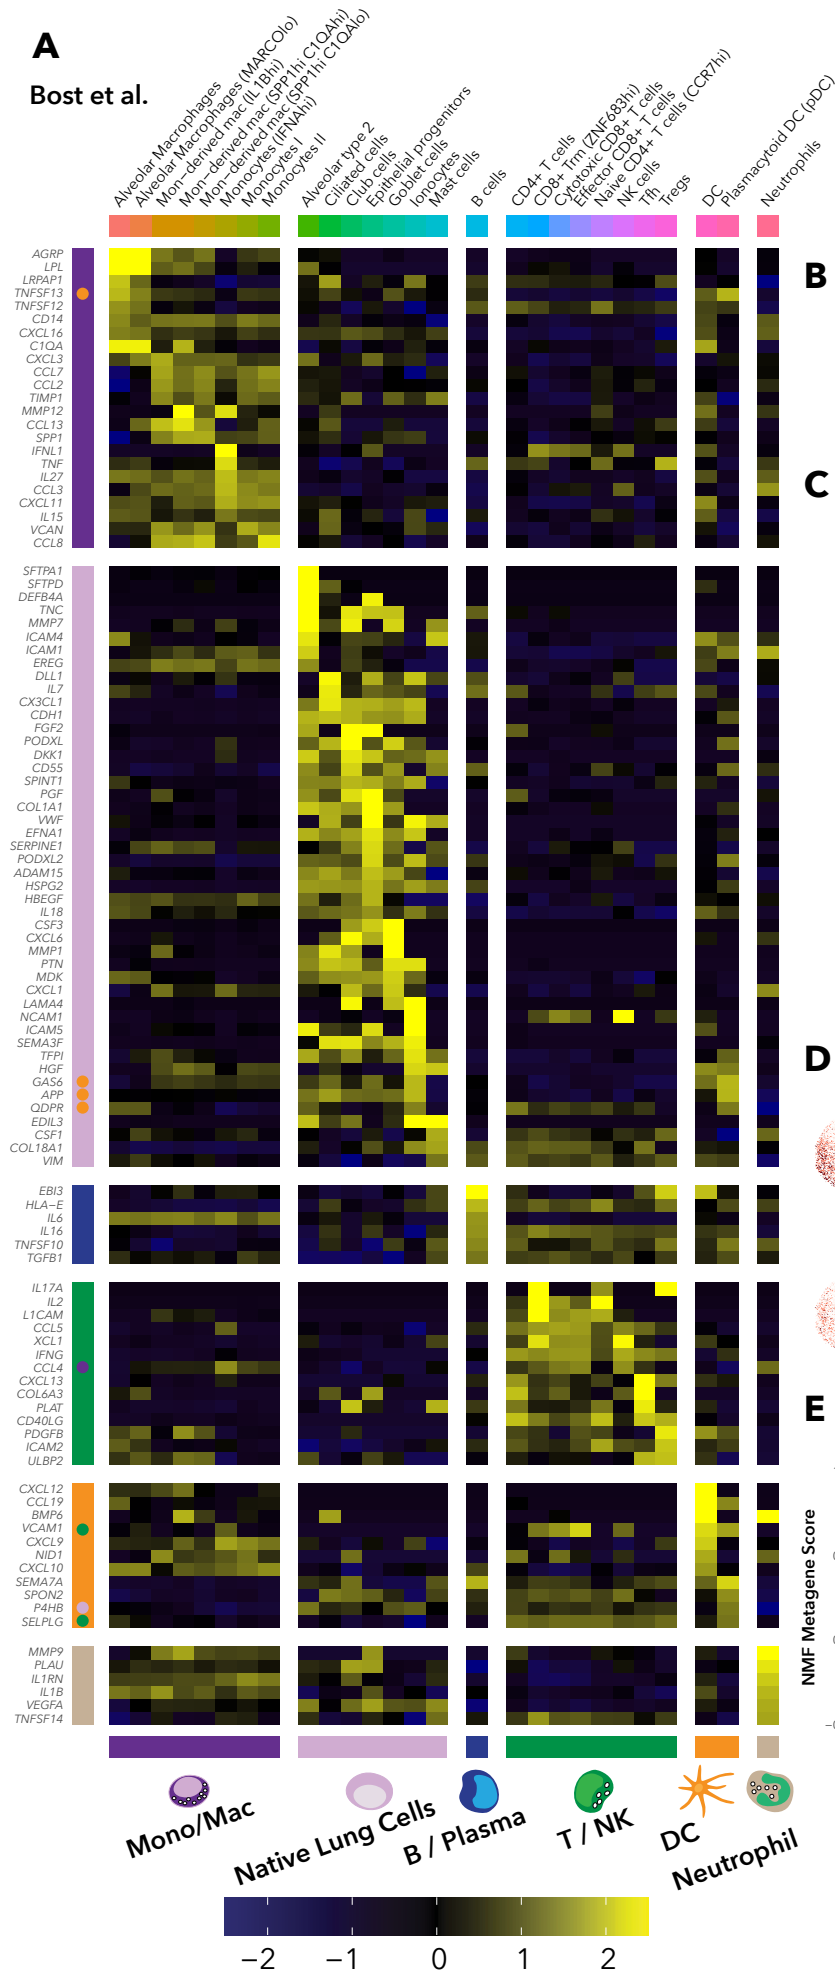 A
Bost et al.
Alveolar Macrophages
Alveolar Macrophages (MARCOlo)
Mon−derived mac (IL1Bhi)
Mon−derived mac (SPP1hi C1QAhi)
Mon−derived mac (SPP1hi C1QAlo)
Monocytes (IFNAhi)
Monocytes I
Monocytes II
Alveolar type 2
Ciliated cells
Club cells
Epithelial progenitors
Goblet cells
Ionocytes
Mast cells
B cells
CD4+ T cells
CD8+ Trm (ZNF683hi)
Cytotoxic CD8+ T cells
Effector CD8+ T cells
Naive CD4+ T cells (CCR7hi)
NK cells
Tfh
Tregs
DC
Plasmacytoid DC (pDC)
Neutrophils
AGRP
LPL
LRPAP1
TNFSF13
TNFSF12
CD14
CXCL16
C1QA
CXCL3
CCL7
CCL2
TIMP1
MMP12
CCL13
SPP1
IFNL1
TNF
IL27
CCL3
CXCL11
IL15
VCAN
CCL8
SFTPA1
SFTPD
DEFB4A
TNC
MMP7
ICAM4
ICAM1
EREG
DLL1
IL7
CX3CL1
CDH1
FGF2
PODXL
DKK1
CD55
SPINT1
PGF
COL1A1
VWF
EFNA1
SERPINE1
PODXL2
ADAM15
HSPG2
HBEGF
IL18
CSF3
CXCL6
MMP1
PTN
MDK
CXCL1
LAMA4
NCAM1
ICAM5
SEMA3F
TFPI
HGF
GAS6
APP
QDPR
EDIL3
CSF1
COL18A1
VIM
EBI3
HLA−E
IL6
IL16
TNFSF10
TGFB1
IL17A
IL2
L1CAM
CCL5
XCL1
IFNG
CCL4
CXCL13
COL6A3
PLAT
CD40LG
PDGFB
ICAM2
ULBP2
CXCL12
CCL19
BMP6
VCAM1
CXCL9
NID1
CXCL10
SEMA7A
SPON2
P4HB
SELPLG
MMP9
PLAU
IL1RN
IL1B
VEGFA
TNFSF14
Mono/Mac
Native Lung Cells
B / Plasma
T / NK
DC
Neutrophil
−2 −1 0 1 2
B
C
D
E
NMF Metagene Score